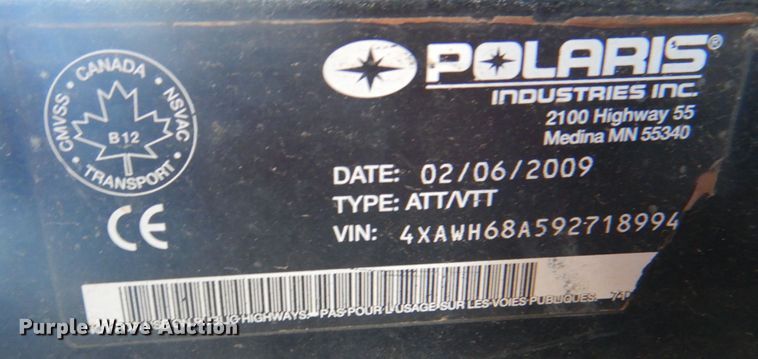 POLARIS®
INDUSTRIES INC.
2100 Highway 55
Medina MN 55340
CMVSS • CANADA • NSVAC
B12
• TRANSPORT •
CE
DATE: 02/06/2009
TYPE: ATT/VTT
VIN: 4XAWH68A592718994
HIGHWAYS.- PAS POUR L'USAGE SUR LES VOIES PUBLIQUES.
Purple Wave Auction